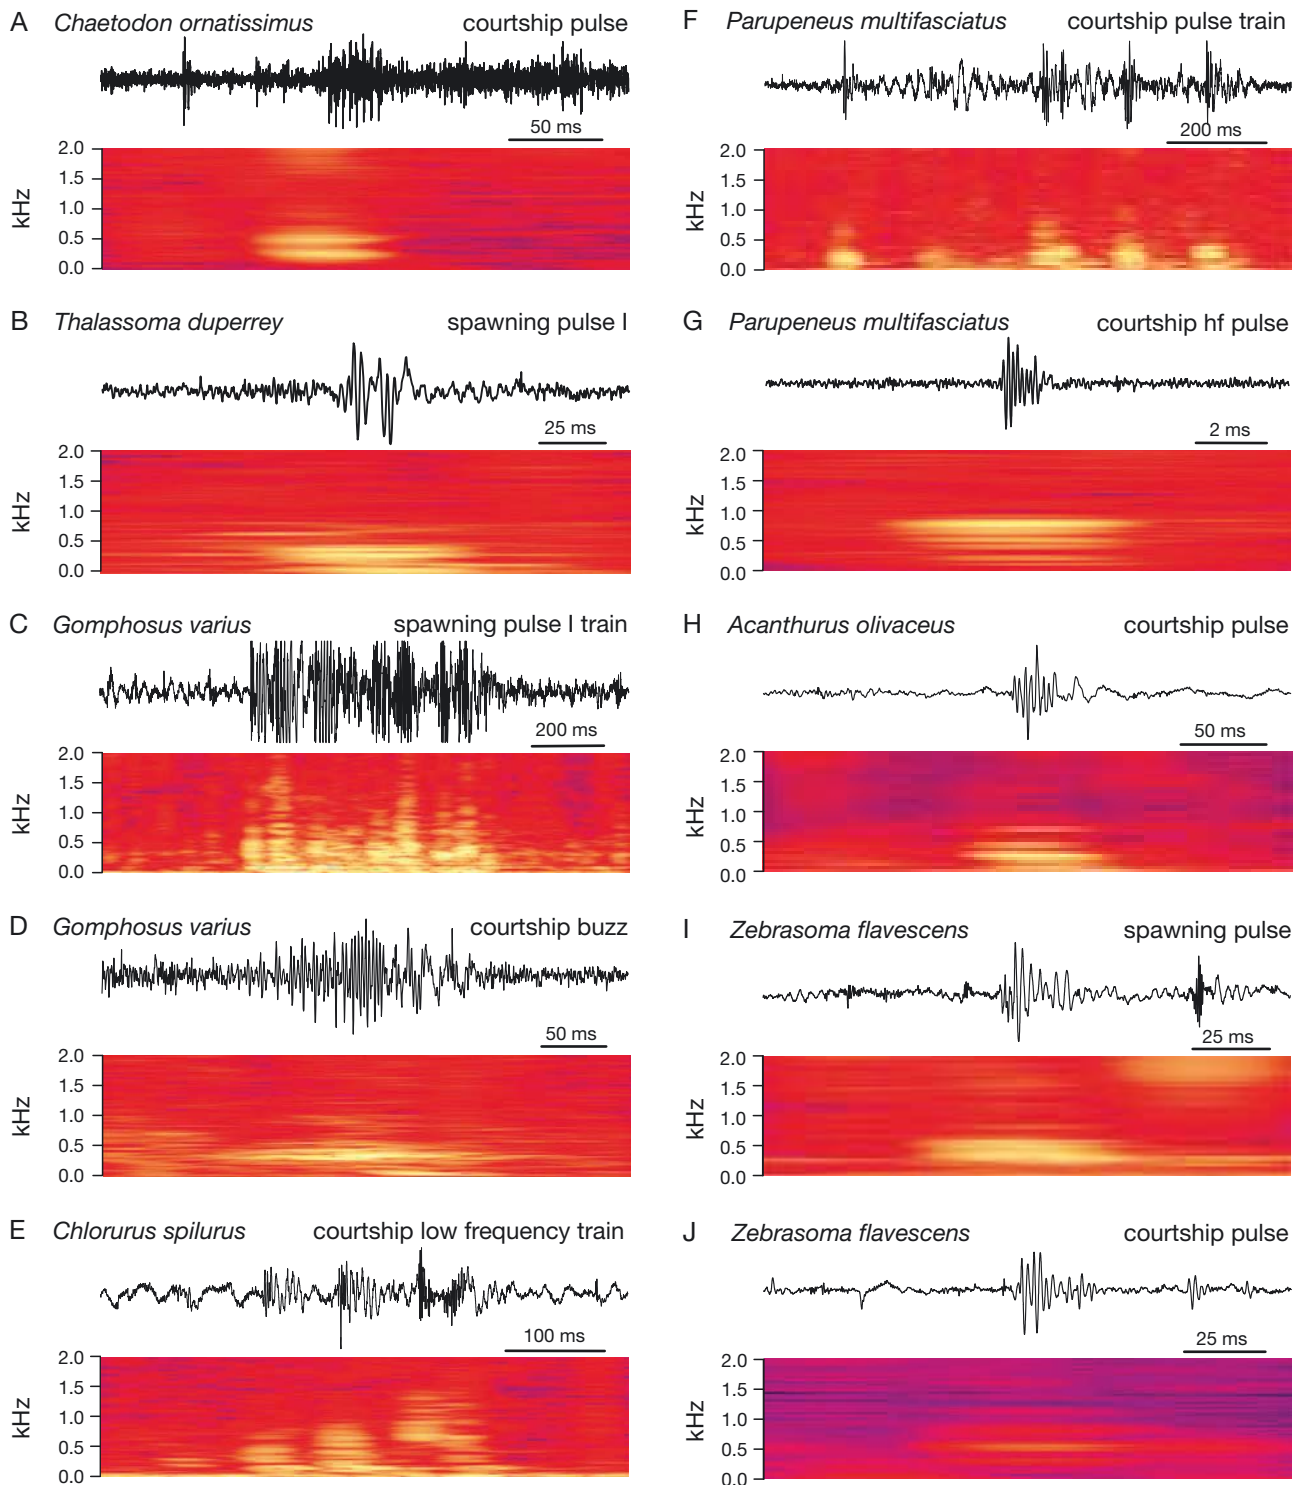 A Chaetodon ornatissimus courtship pulse
50 ms
2.0
1.5
1.0
0.5
0.0
kHz
B Thalassoma duperrey spawning pulse I
25 ms
2.0
1.5
1.0
0.5
0.0
kHz
C Gomphosus varius spawning pulse I train
200 ms
2.0
1.5
1.0
0.5
0.0
kHz
D Gomphosus varius courtship buzz
50 ms
2.0
1.5
1.0
0.5
0.0
kHz
E Chlorurus spilurus courtship low frequency train
100 ms
2.0
1.5
1.0
0.5
0.0
kHz
F Parupeneus multifasciatus courtship pulse train
200 ms
2.0
1.5
1.0
0.5
0.0
kHz
G Parupeneus multifasciatus courtship hf pulse
2 ms
2.0
1.5
1.0
0.5
0.0
kHz
H Acanthurus olivaceus courtship pulse
50 ms
2.0
1.5
1.0
0.5
0.0
kHz
I Zebrasoma flavescens spawning pulse
25 ms
2.0
1.5
1.0
0.5
0.0
kHz
J Zebrasoma flavescens courtship pulse
25 ms
2.0
1.5
1.0
0.5
0.0
kHz